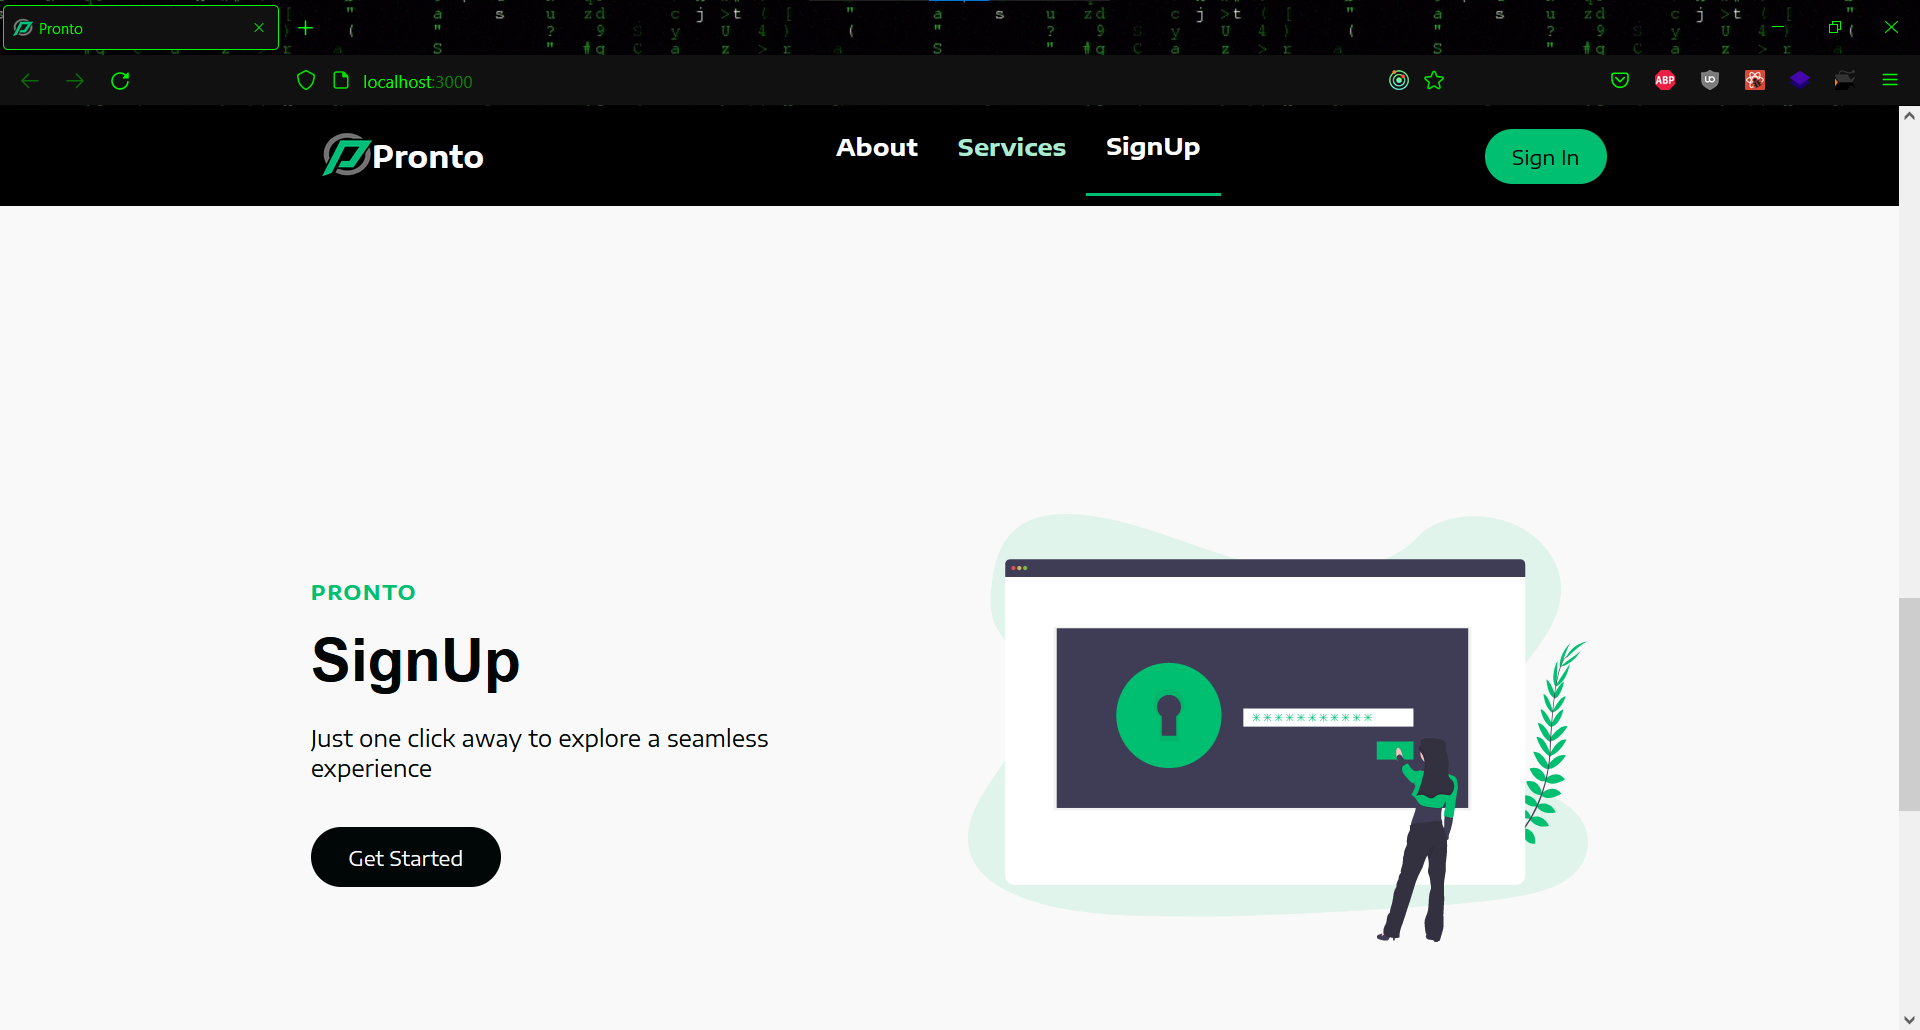 Pronto
localhost:3000
ABP
Pronto
About
Services
SignUp
Sign In
PRONTO
SignUp
Just one click away to explore a seamless
experience
Get Started
***********